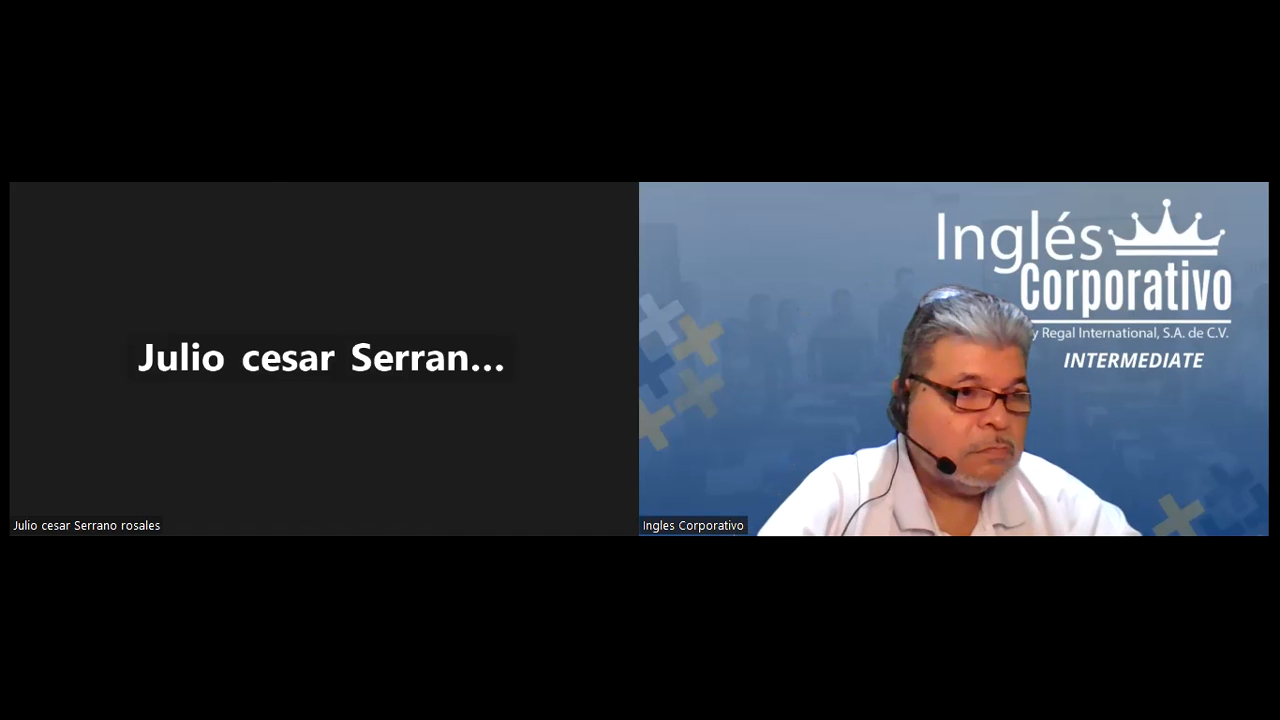 Julio cesar Serran...
Julio cesar Serrano rosales
Inglés
Corporativo
y Regal International, S.A. de C.V.
INTERMEDIATE
Ingles Corporativo